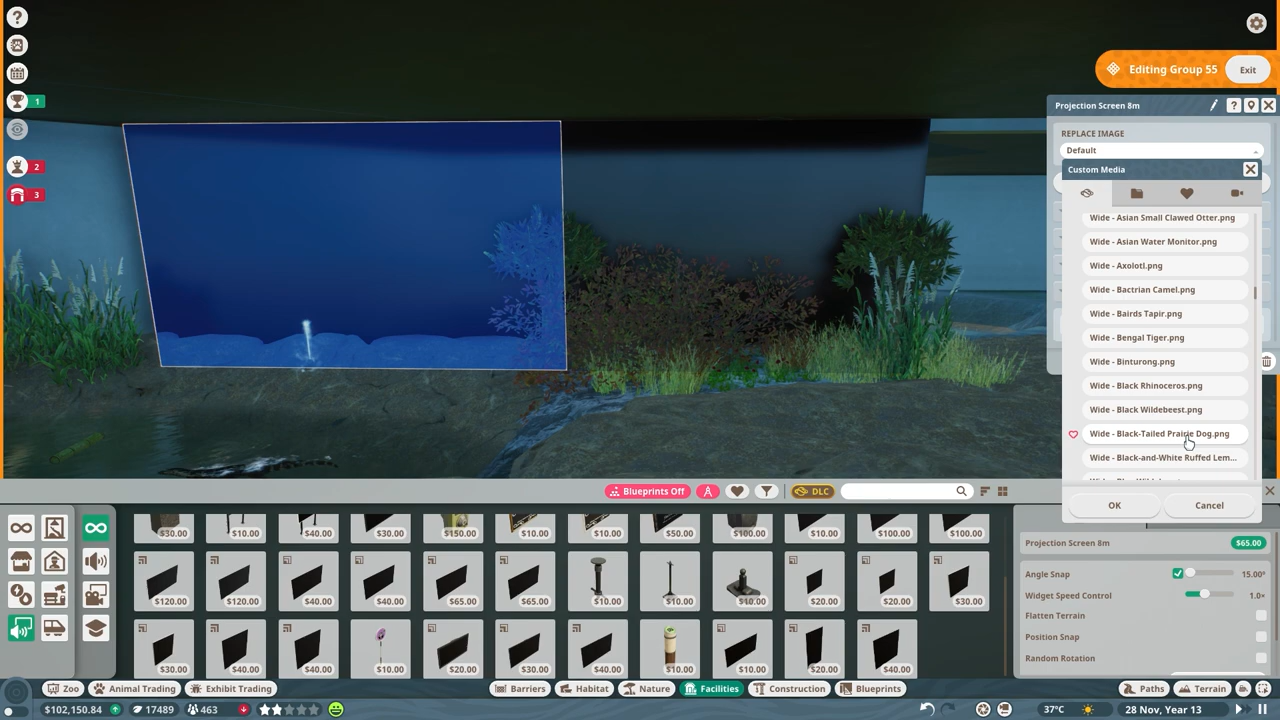 ?
Editing Group 55
Exit
1
2
3
Projection Screen 8m
?
REPLACE IMAGE
Default
Custom Media
Wide - Asian Small Clawed Otter.png
Wide - Asian Water Monitor.png
Wide - Axolotl.png
Wide - Bactrian Camel.png
Wide - Bairds Tapir.png
Wide - Bengal Tiger.png
Wide - Binturong.png
Wide - Black Rhinoceros.png
Wide - Black Wildebeest.png
Wide - Black-Tailed Prairie Dog.png
Wide - Black-and-White Ruffed Lem...
OK
Cancel
Blueprints Off
DLC
$30.00
$10.00
$40.00
$30.00
$150.00
$10.00
$10.00
$50.00
$100.00
$10.00
$100.00
$100.00
$120.00
$120.00
$40.00
$40.00
$65.00
$65.00
$10.00
$10.00
$10.00
$20.00
$20.00
$30.00
$30.00
$40.00
$40.00
$10.00
$20.00
$30.00
$40.00
$10.00
$10.00
$20.00
$40.00
Projection Screen 8m
$65.00
Angle Snap
15.00°
Widget Speed Control
1.0×
Flatten Terrain
Position Snap
Random Rotation
Zoo
Animal Trading
Exhibit Trading
Barriers
Habitat
Nature
Facilities
Construction
Blueprints
Paths
Terrain
$102,150.84
17489
463
37°C
28 Nov, Year 13